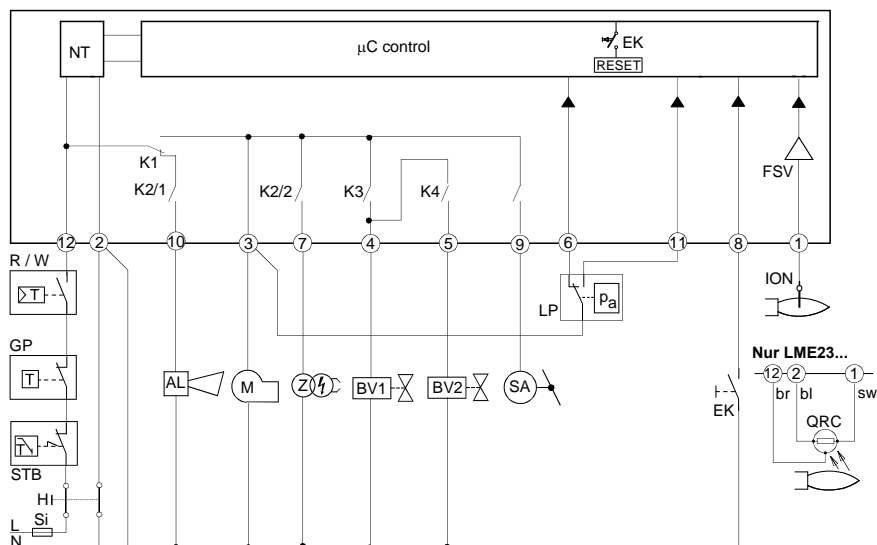 NT
µC control
EK
RESET
FSV
K1
K2/1
K2/2
K3
K4
12
2
10
3
7
4
5
9
6
11
8
1
R / W
T
LP
pa
ION
GP
T
AL
M
Z
BV1
BV2
SA
EK
Nur LME23...
12
2
1
br
bl
sw
QRC
T
STB
H
L
Si
N